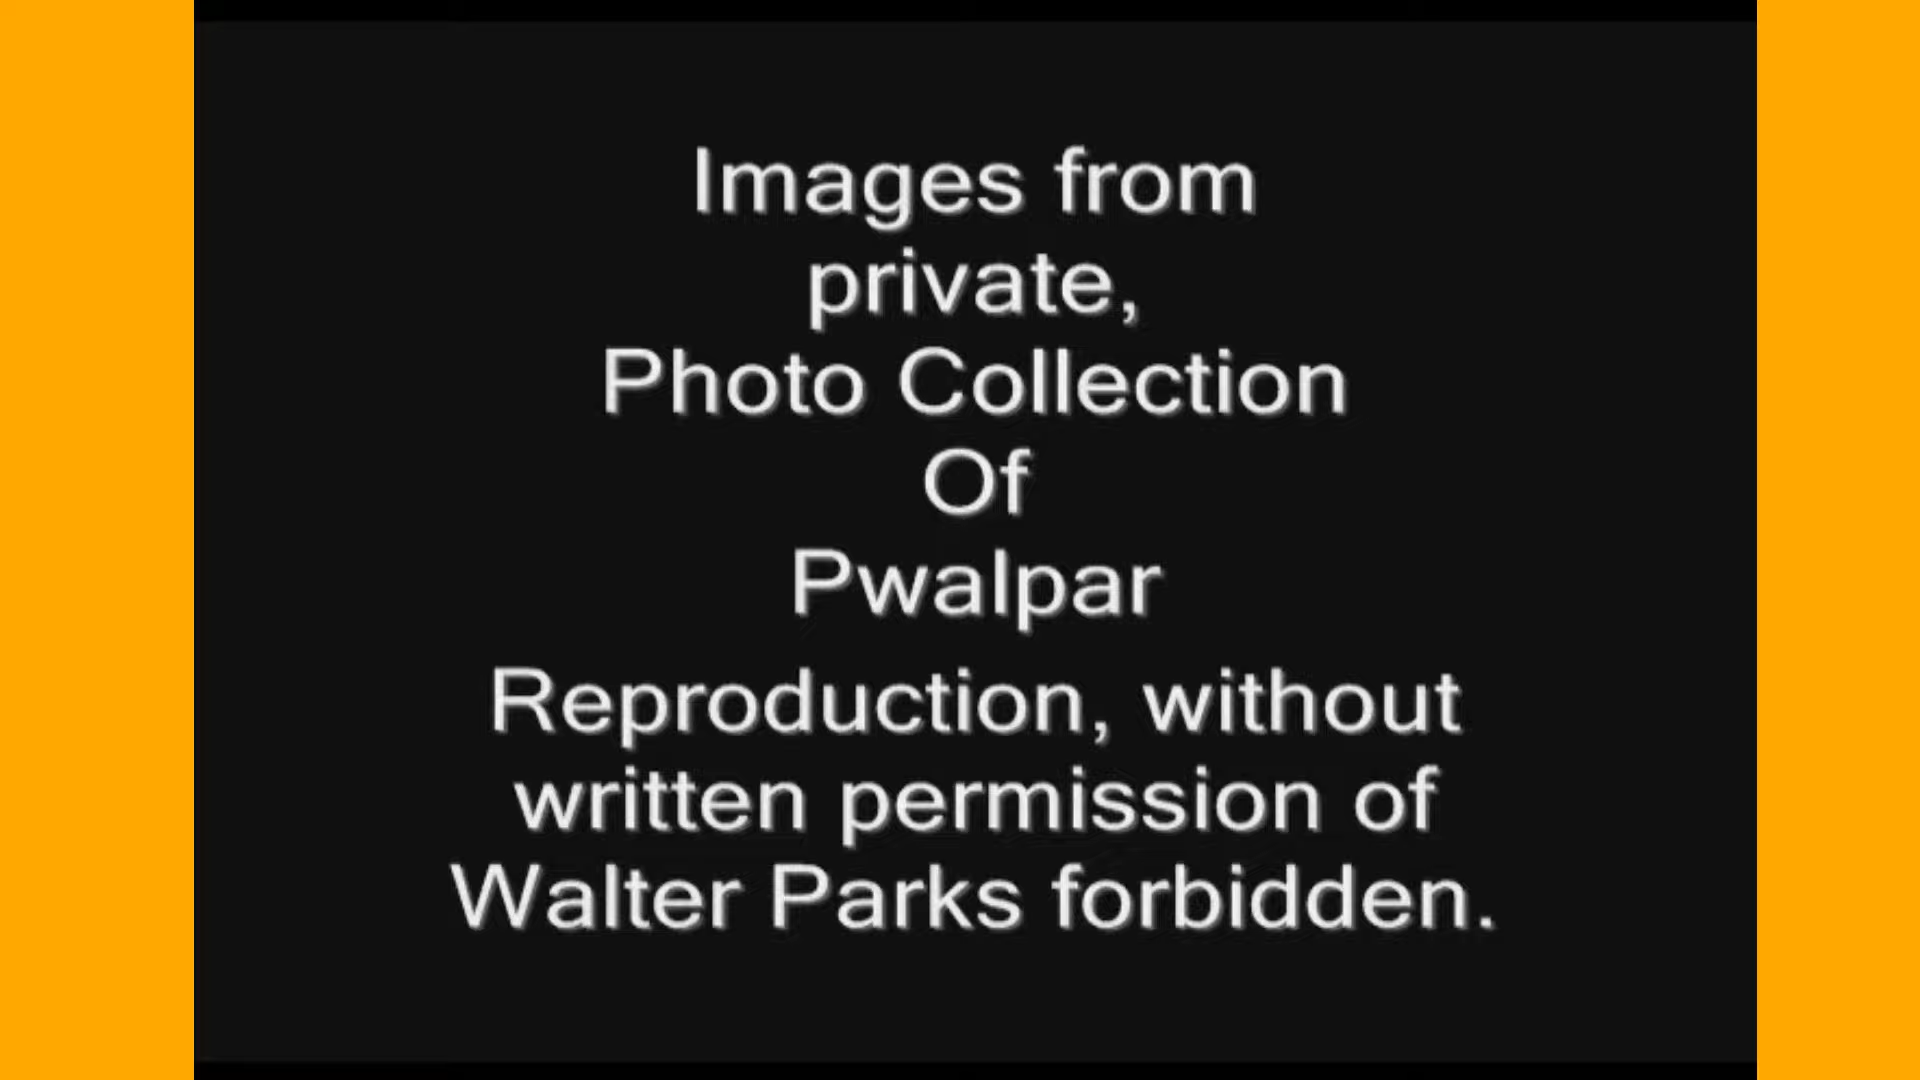 Images from
private,
Photo Collection
Of
Pwalpar
Reproduction, without
written permission of
Walter Parks forbidden.